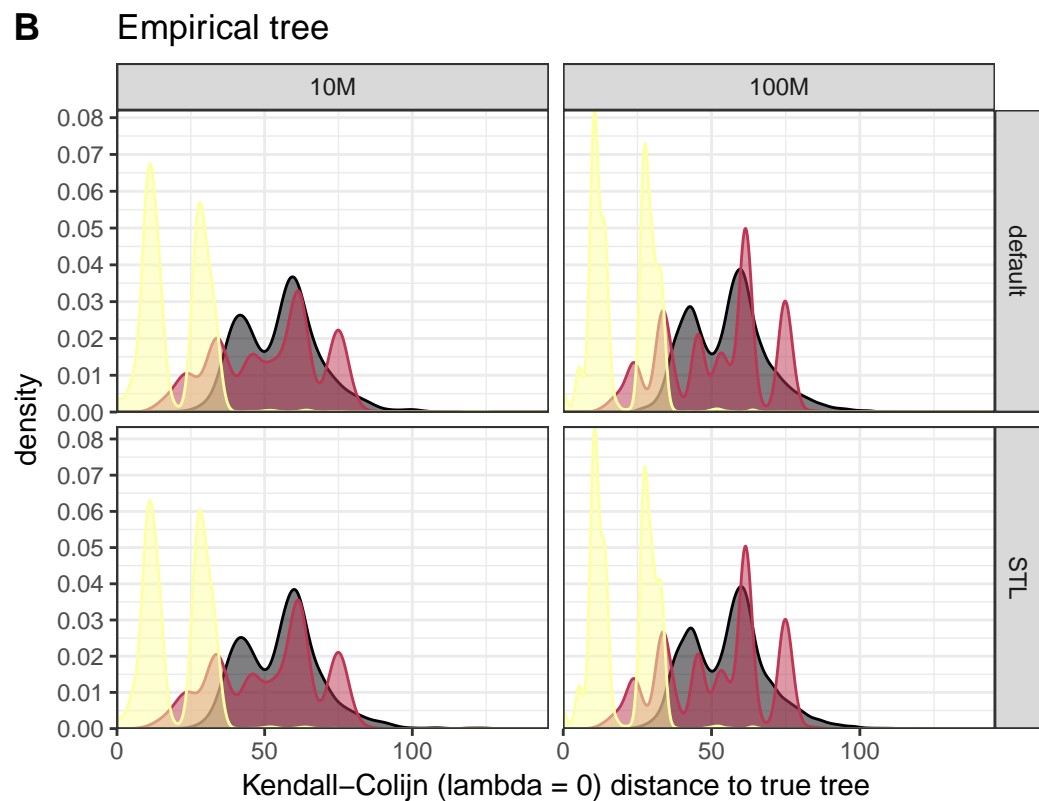 B Empirical tree
10M 100M
0.08
0.07
0.06
0.05
0.04
0.03
0.02
0.01
0.00
default
0.08
0.07
0.06
0.05
0.04
0.03
0.02
0.01
0.00
STL
density
0 50 100 0 50 100
Kendall−Colijn (lambda = 0) distance to true tree